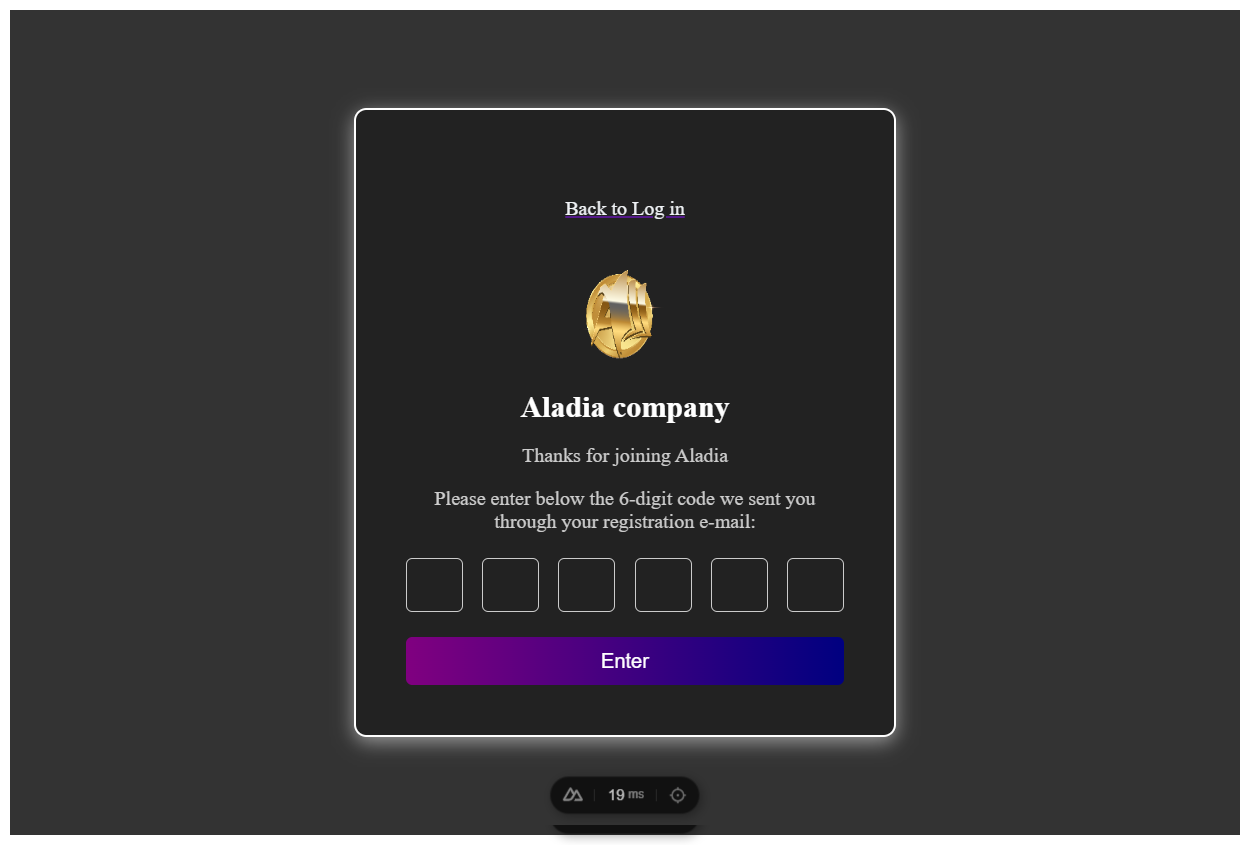 Back to Log in
Aladia company
Thanks for joining Aladia
Please enter below the 6-digit code we sent you
through your registration e-mail:
Enter
19 ms